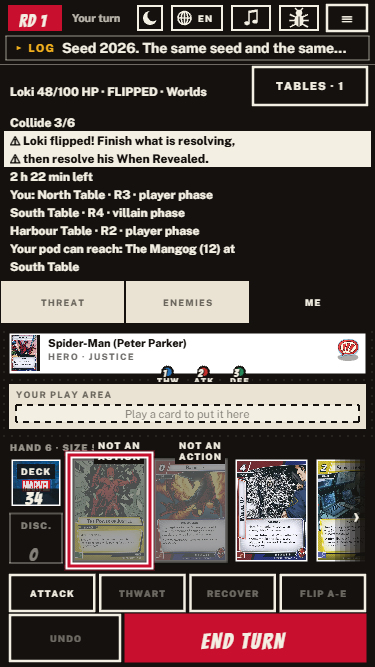 RD 1
Your turn
EN
▸ LOG Seed 2026. The same seed and the same...
Loki 48/100 HP · FLIPPED · Worlds
TABLES · 1
Collide 3/6
⚠ Loki flipped! Finish what is resolving,
⚠ then resolve his When Revealed.
2 h 22 min left
You: North Table · R3 · player phase
South Table · R4 · villain phase
Harbour Table · R2 · player phase
Your pod can reach: The Mangog (12) at
South Table
THREAT
ENEMIES
ME
Spider-Man (Peter Parker)
HERO · JUSTICE
1 2 3
THW ATK DEF
YOUR PLAY AREA
Play a card to put it here
HAND 6 · SIZE
NOT AN
ACTION
NOT AN
ACTION
DECK
MARVEL
34
DISC.
0
›
ATTACK
THWART
RECOVER
FLIP A-E
UNDO
END TURN